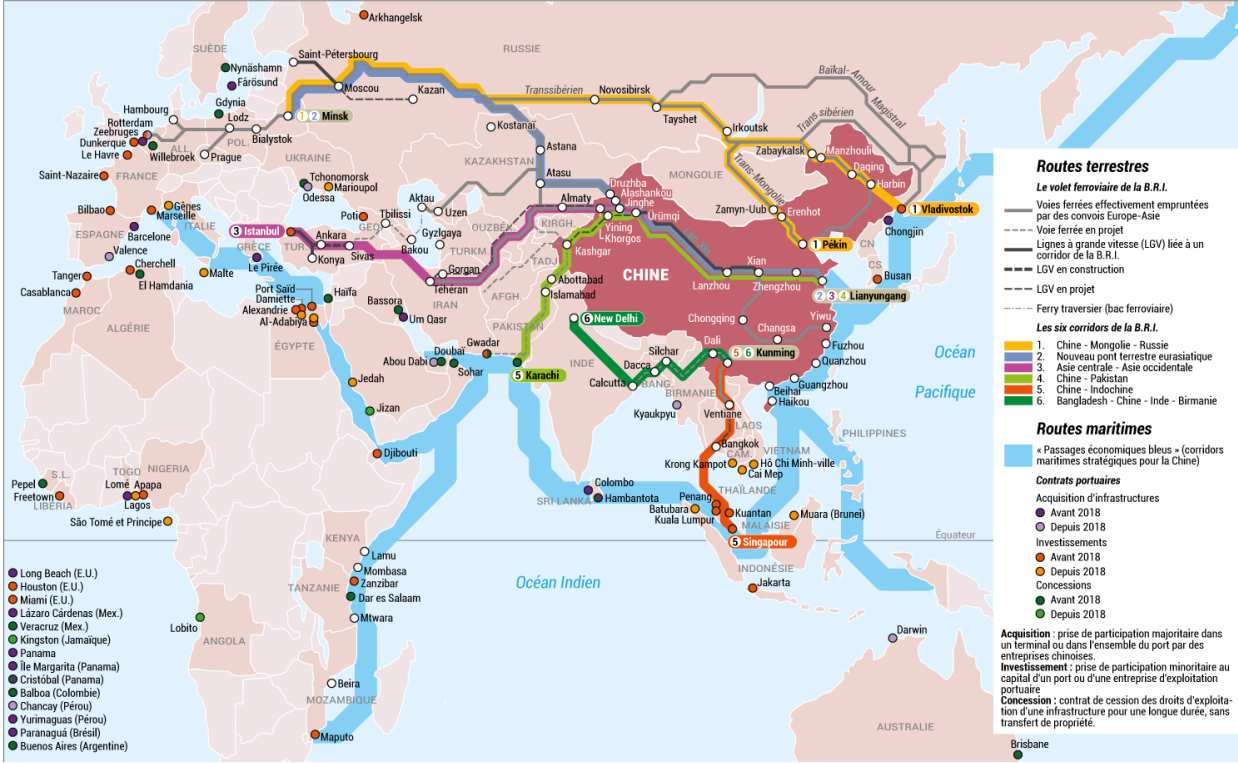 Arkhangelsk
SUÈDE
RUSSIE
Saint-Pétersbourg
Nynäshamn
Fårösund
Moscou
Kazan
Transsibérien
Novosibirsk
Tayshet
Baïkal- Amour Magistral
Trans sibérien
Irkoutsk
Zabaykalsk
Manzhouli
Daqing
Harbin
Gdynia
Hambourg
Rotterdam
Zeebruges
Dunkerque
Le Havre
Lodz
1 2 Minsk
ALL.
POL.
Bialystok
Willebroek
Prague
Kostanaï
Astana
KAZAKHSTAN
Atasu
MONGOLIE
Trans-Mongolie
Zamyn-Uub
Erenhot
1 Vladivostok
Chongjin
1 Pékin
CN
CS
Busan
UKRAINE
Tchonomorsk
Marioupol
Odessa
Saint-Nazaire
FRANCE
Gênes
Marseille
ITALIE
Bilbao
ESPAGNE
Barcelone
Valence
Aktau
Uzen
Poti
Tbilissi
GEO.
Gyzlgaya
Bakou
OUZBÉK.
TURKM.
KIRGH.
TADJ.
Almaty
Druzhba
Alashankou
Jinghe
Yining
Khorgos
Ürümqi
Lan Xin
Kashgar
CHINE
Lanzhou
Xian
Zhengzhou
2 3 4 Lianyungang
3 Istanbul
GRÈCE
TUR.
Ankara
Konya
Sivas
Le Pirée
Malte
Cherchell
El Hamdania
Tanger
Casablanca
MAROC
ALGÉRIE
Gorgan
Teheran
IRAN
AFGH.
Abottabad
Islamabad
PAKISTAN
Port Saïd
Damiette
Alexandrie
Al-Adabiya
Haïfa
Bassora
Um Qasr
ÉGYPTE
Gwadar
Doubaï
Abou Dabi
Sohar
5 Karachi
6 New Delhi
INDE
Silchar
Dacca
BANG.
Calcutta
BIRMANIE
Kyaukpyu
Dali
5 6 Kunming
Chongqing
Changsa
Yiwu
Fuzhou
Quanzhou
Guangzhou
Beihai
Haikou
Océan
Pacifique
PHILIPPINES
Jedah
Jizan
Djibouti
Ventiane
LAOS
Bangkok
VIETNAM
CAM.
Krong Kampot
Hô Chi Minh-ville
Cai Mep
THAÏLANDE
Colombo
SRI LANKA
Hambantota
Penang
Batubara
Kuala Lumpur
Kuantan
MALAISIE
Muara (Brunei)
5 Singapour
INDONÉSIE
Jakarta
Équateur
Océan Indien
S.L.
Pepel
Freetown
LIBERIA
TOGO
NIGERIA
Lomé
Apapa
Lagos
São Tomé et Principe
KENYA
Lamu
Mombasa
TANZANIE
Zanzibar
Dar es Salaam
Mtwara
Lobito
ANGOLA
Beira
MOZAMBIQUE
Maputo
Darwin
AUSTRALIE
Brisbane
Long Beach (E.U.)
Houston (E.U.)
Miami (E.U.)
Lázaro Cárdenas (Mex.)
Veracruz (Mex.)
Kingston (Jamaïque)
Panama
Île Margarita (Panama)
Cristóbal (Panama)
Balboa (Colombie)
Chancay (Pérou)
Yurimaguas (Pérou)
Paranaguá (Brésil)
Buenos Aires (Argentine)
Routes terrestres
Le volet ferroviaire de la B.R.I.
Voies ferrées effectivement empruntées
par des convois Europe-Asie
Voie ferrée en projet
Lignes à grande vitesse (LGV) liée à un
corridor de la B.R.I.
LGV en construction
LGV en projet
Ferry traversier (bac ferroviaire)
Les six corridors de la B.R.I.
1. Chine - Mongolie - Russie
2. Nouveau pont terrestre eurasiatique
3. Asie centrale - Asie occidentale
4. Chine - Pakistan
5. Chine - Indochine
6. Bangladesh - Chine - Inde - Birmanie
Routes maritimes
« Passages économiques bleus » (corridors
maritimes stratégiques pour la Chine)
Contrats portuaires
Acquisition d'infrastructures
Avant 2018
Depuis 2018
Investissements
Avant 2018
Depuis 2018
Concessions
Avant 2018
Depuis 2018
Acquisition : prise de participation majoritaire dans
un terminal ou dans l'ensemble du port par des
entreprises chinoises.
Investissement : prise de participation minoritaire au
capital d'un port ou d'une entreprise d'exploitation
portuaire
Concession : contrat de cession des droits d'exploita-
tion d'une infrastructure pour une longue durée, sans
transfert de propriété.